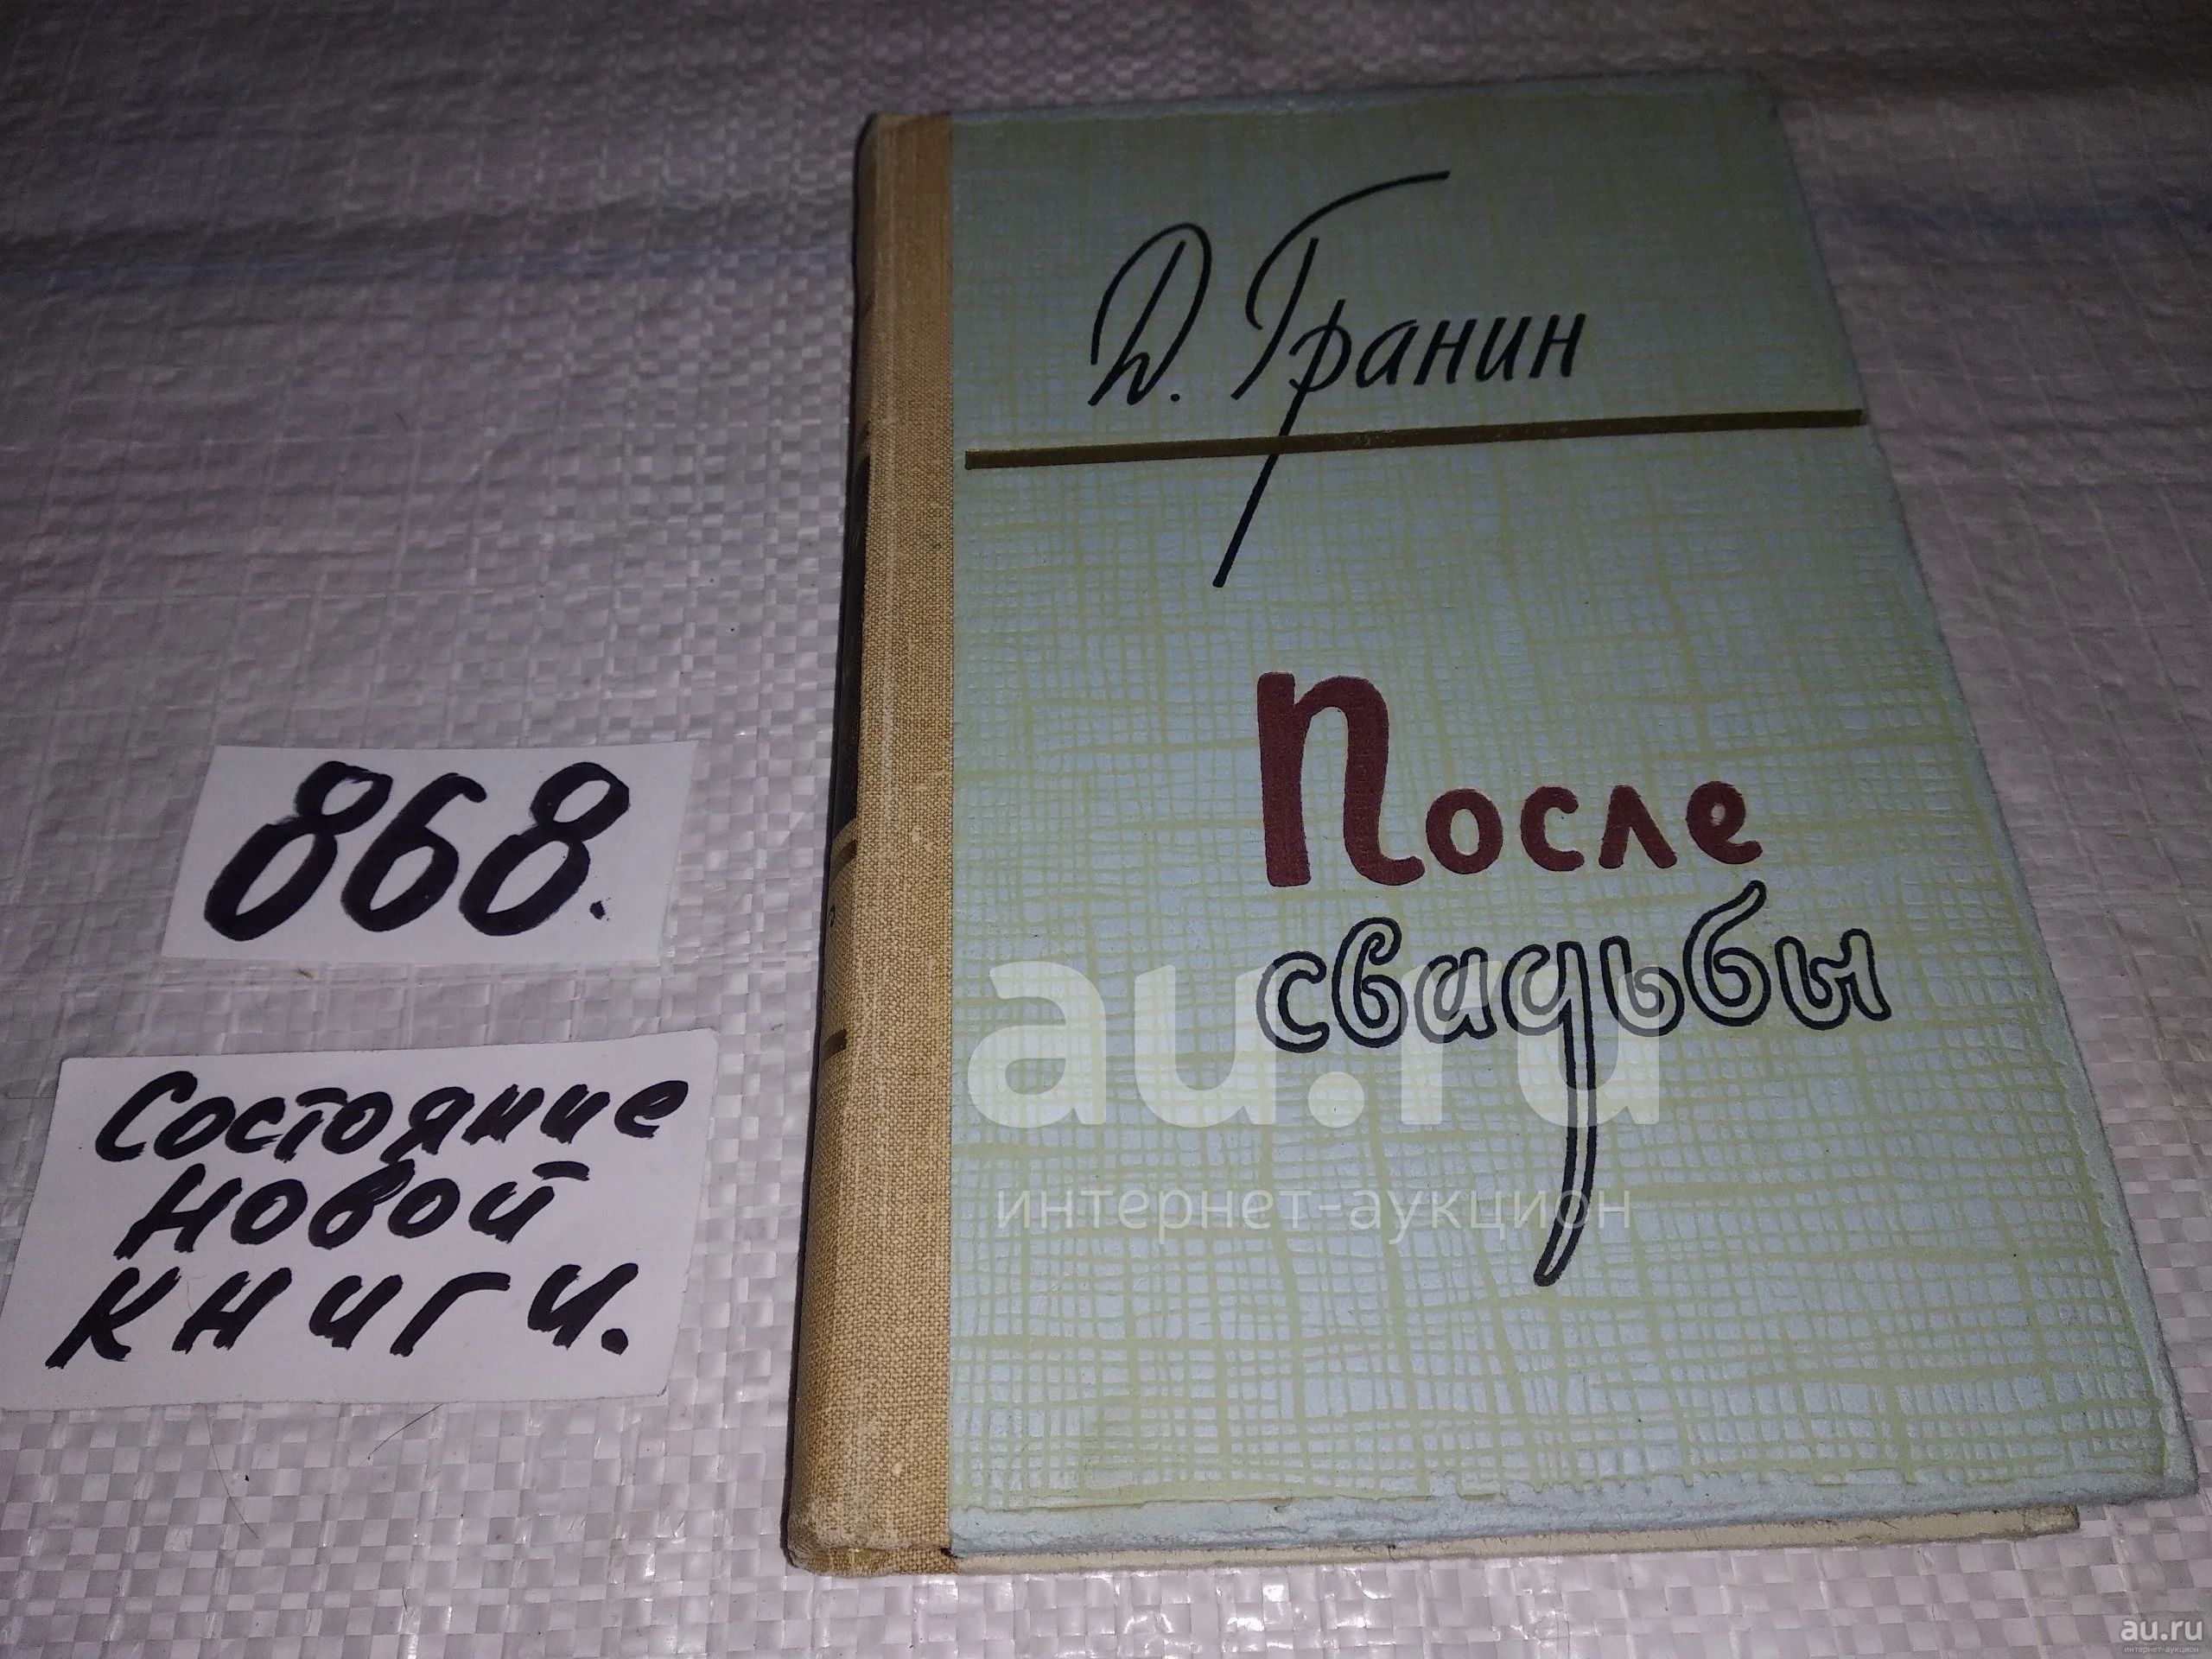 Д. Гранин
После
свадьбы
868.
Состояние
новой
книги.
au.ru
интернет-аукцион
au.ru
интернет-аукцион